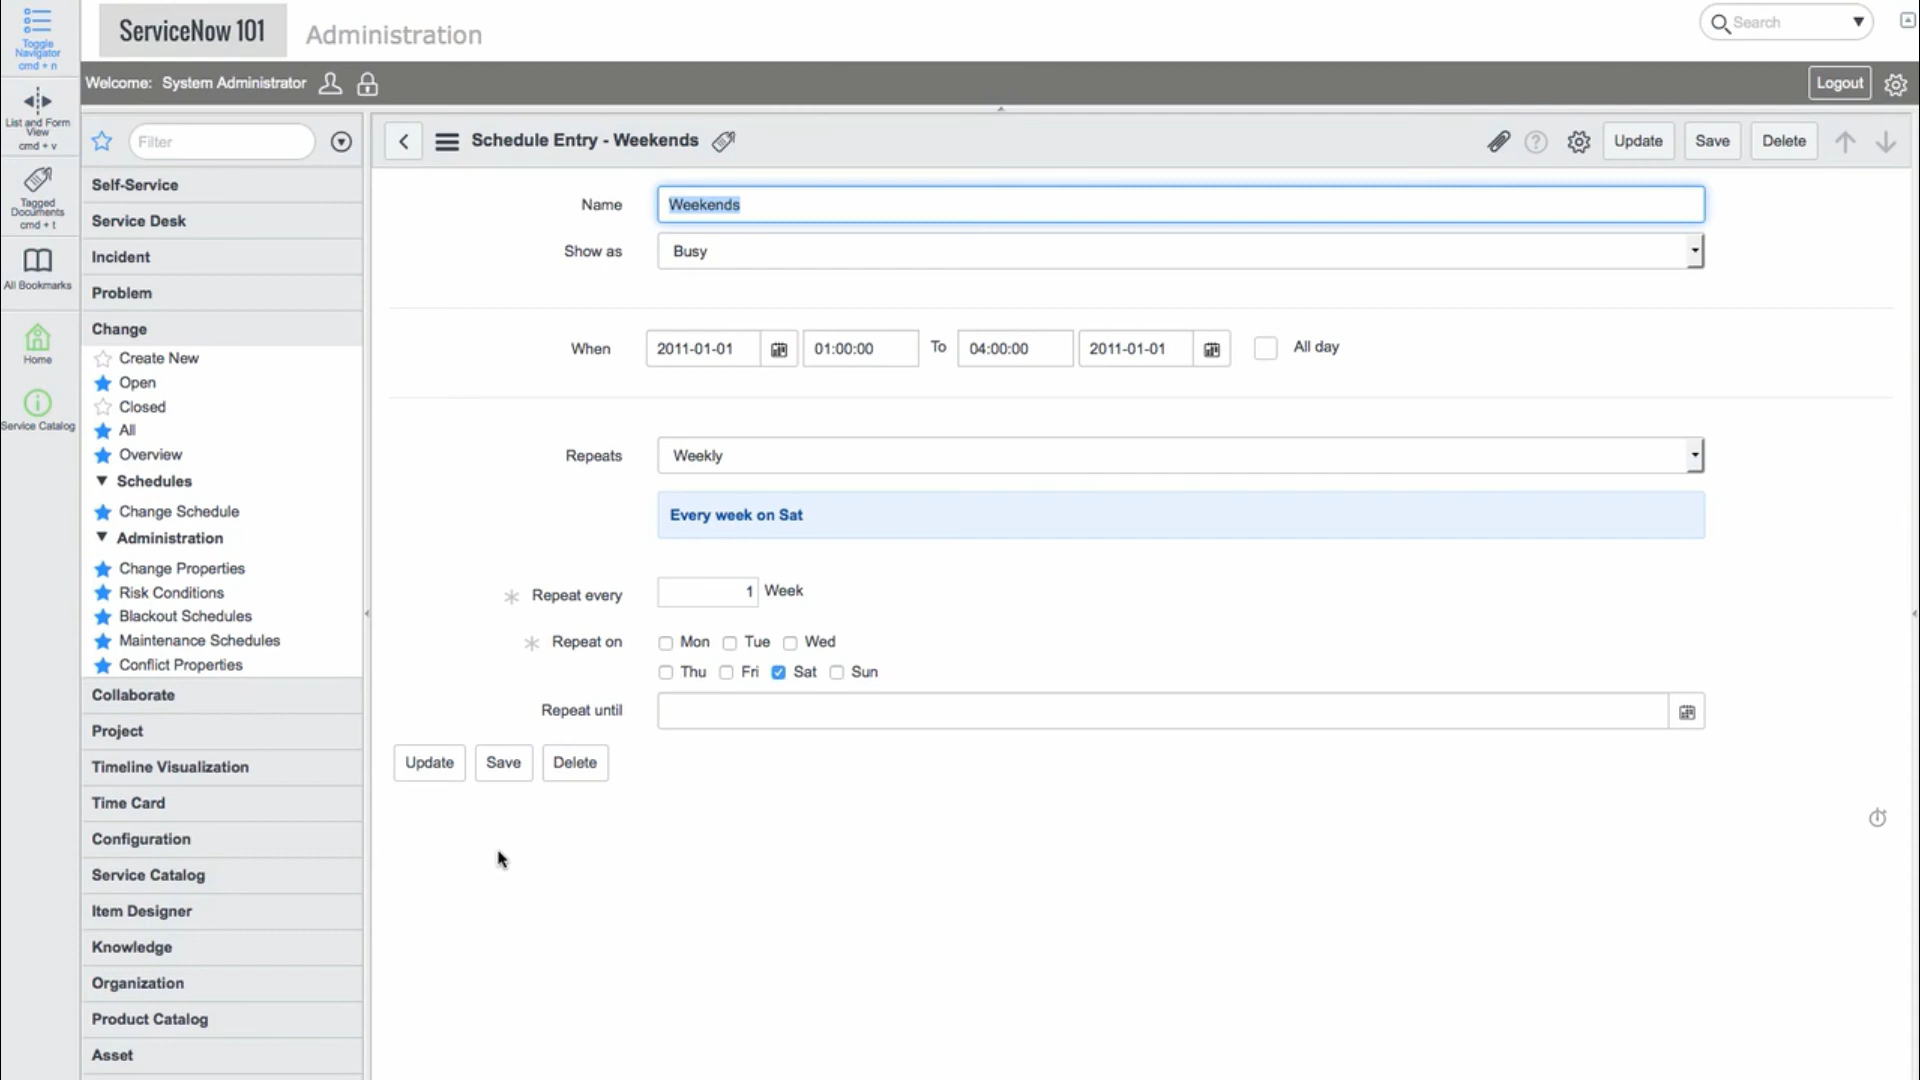 Toggle
Navigator
cmd + n
List and Form
View
cmd + v
Tagged
Documents
cmd + t
All Bookmarks
Home
Service Catalog
ServiceNow 101
Administration
Search
Welcome: System Administrator
Logout
Filter
Self-Service
Service Desk
Incident
Problem
Change
Create New
Open
Closed
All
Overview
Schedules
Change Schedule
Administration
Change Properties
Risk Conditions
Blackout Schedules
Maintenance Schedules
Conflict Properties
Collaborate
Project
Timeline Visualization
Time Card
Configuration
Service Catalog
Item Designer
Knowledge
Organization
Product Catalog
Asset
Schedule Entry - Weekends
Update Save Delete
Name Weekends
Show as Busy
When 2011-01-01 01:00:00 To 04:00:00 2011-01-01 All day
Repeats Weekly
Every week on Sat
Repeat every 1 Week
Repeat on Mon Tue Wed
Thu Fri Sat Sun
Repeat until
Update Save Delete